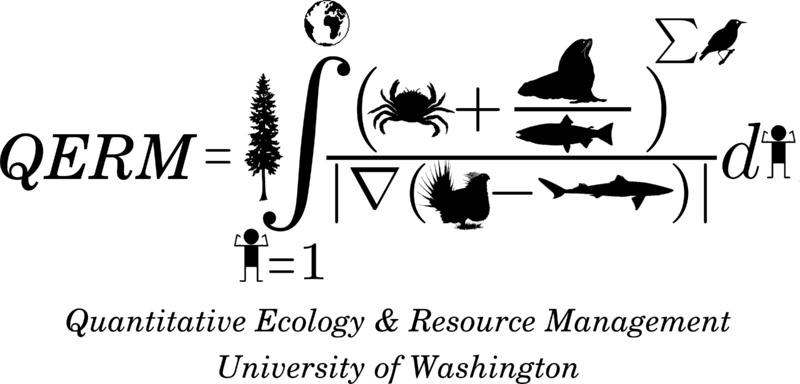 QERM = ∫ ( + ) Σ d
| ∇ ( − ) |
= 1
Quantitative Ecology & Resource Management
University of Washington